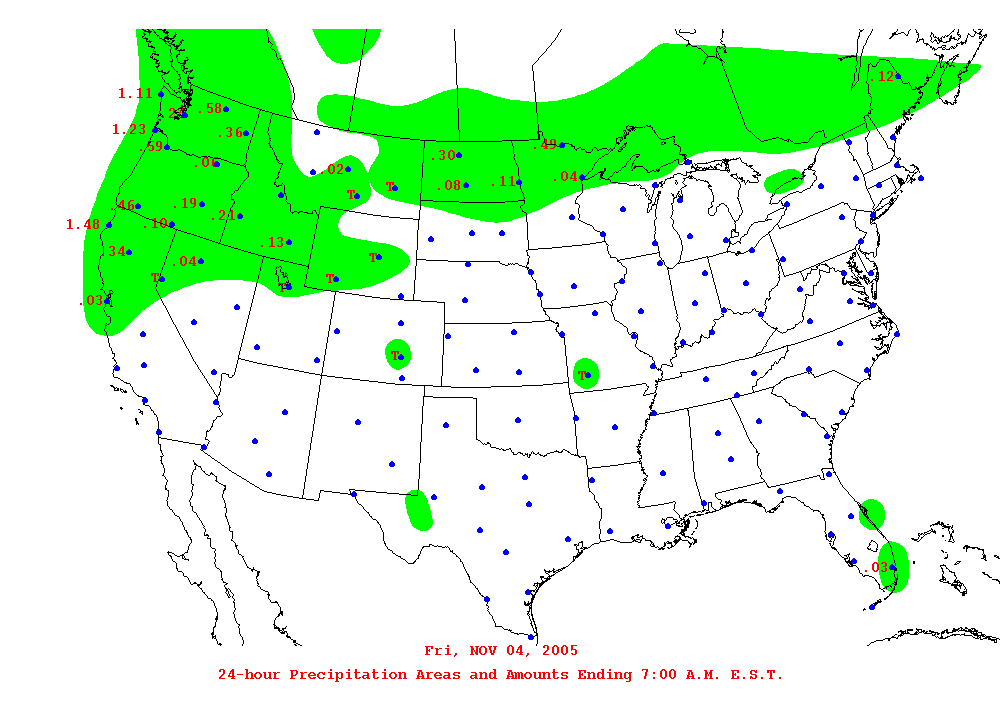 .12
1.11
.58
1.23
.36
.49
.59
.30
.02
.04
.08
.11
T
T
.46
.19
.21
1.48
.10
.13
.34
T
.04
T
T
T
.03
T
T
.03
Fri, NOV 04, 2005
24-hour Precipitation Areas and Amounts Ending 7:00 A.M. E.S.T.